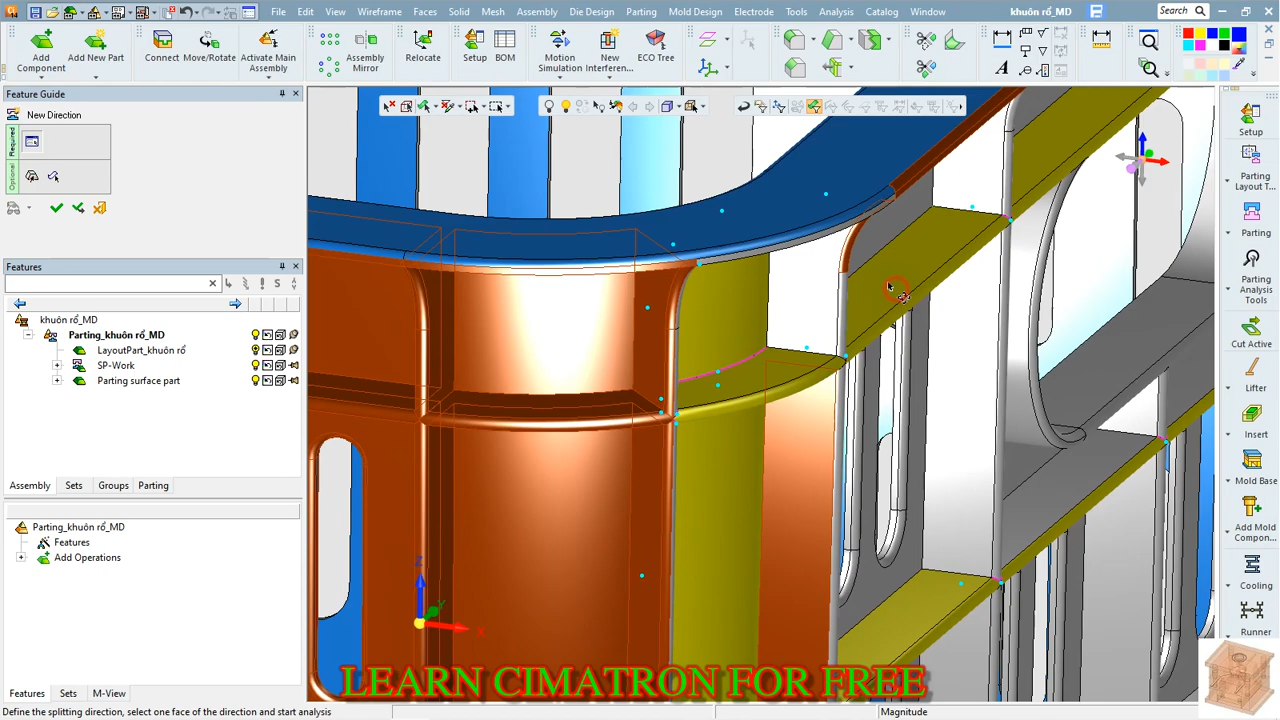 File Edit View Wireframe Faces Solid Mesh Assembly Die Design Parting Mold Design Electrode Tools Analysis Catalog Window khuôn rổ_MD Search
Add Component
Add New Part
Connect
Move/Rotate
Activate Main Assembly
Assembly Mirror
Relocate
Setup
BOM
Motion Simulation
New Interferen...
ECO Tree
Feature Guide
New Direction
Required
Optional
Features
khuôn rổ_MD
Parting_khuôn rổ_MD
LayoutPart_khuôn rổ
SP-Work
Parting surface part
Assembly Sets Groups Parting
Parting_khuôn rổ_MD
Features
Add Operations
Features Sets M-View
Z
Y
X
Setup
Parting Layout T...
Parting
Parting Analysis Tools
Cut Active
Lifter
Insert
Mold Base
Add Mold Compon...
Cooling
Runner
LEARN CIMATRON FOR FREE
Define the splitting direction, select one face of the direction and start analysis
Magnitude